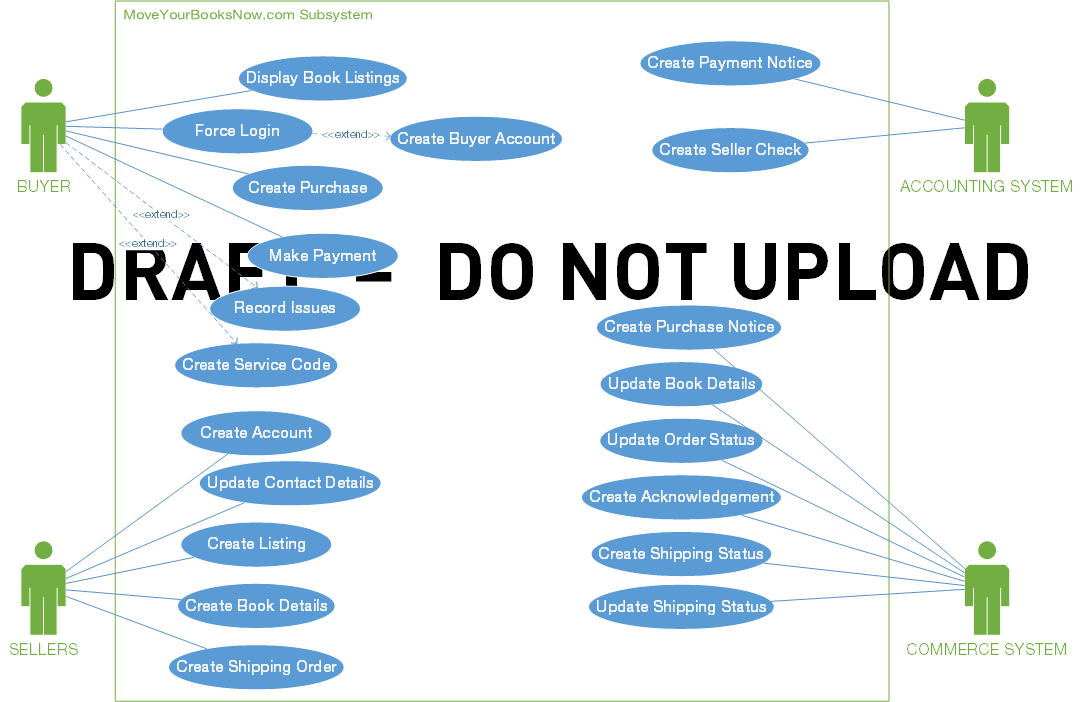 MoveYourBooksNow.com Subsystem
Display Book Listings
Force Login
<<extend>>
Create Buyer Account
Create Purchase
<<extend>>
<<extend>>
Make Payment
Record Issues
Create Service Code
BUYER
Create Payment Notice
Create Seller Check
ACCOUNTING SYSTEM
DRAFT - DO NOT UPLOAD
Create Account
Update Contact Details
Create Listing
Create Book Details
Create Shipping Order
SELLERS
Create Purchase Notice
Update Book Details
Update Order Status
Create Acknowledgement
Create Shipping Status
Update Shipping Status
COMMERCE SYSTEM